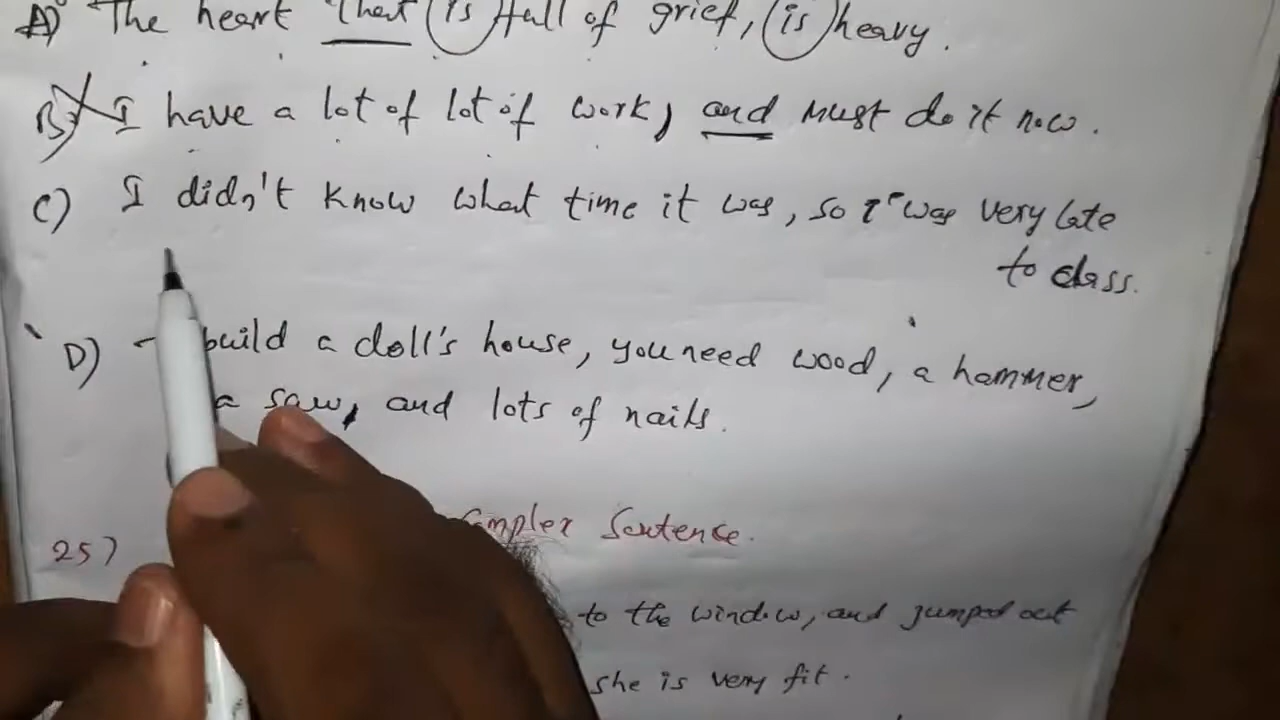 A) The heart that is full of grief, is heavy.
B) I have a lot of lot of work, and must do it now.
C) I didn't know what time it was, so I was very late
to class.
D) build a doll's house, you need wood, a hammer,
a saw, and lots of nails.
25) Complex Sentence.
to the window, and jumped out
she is very fit.